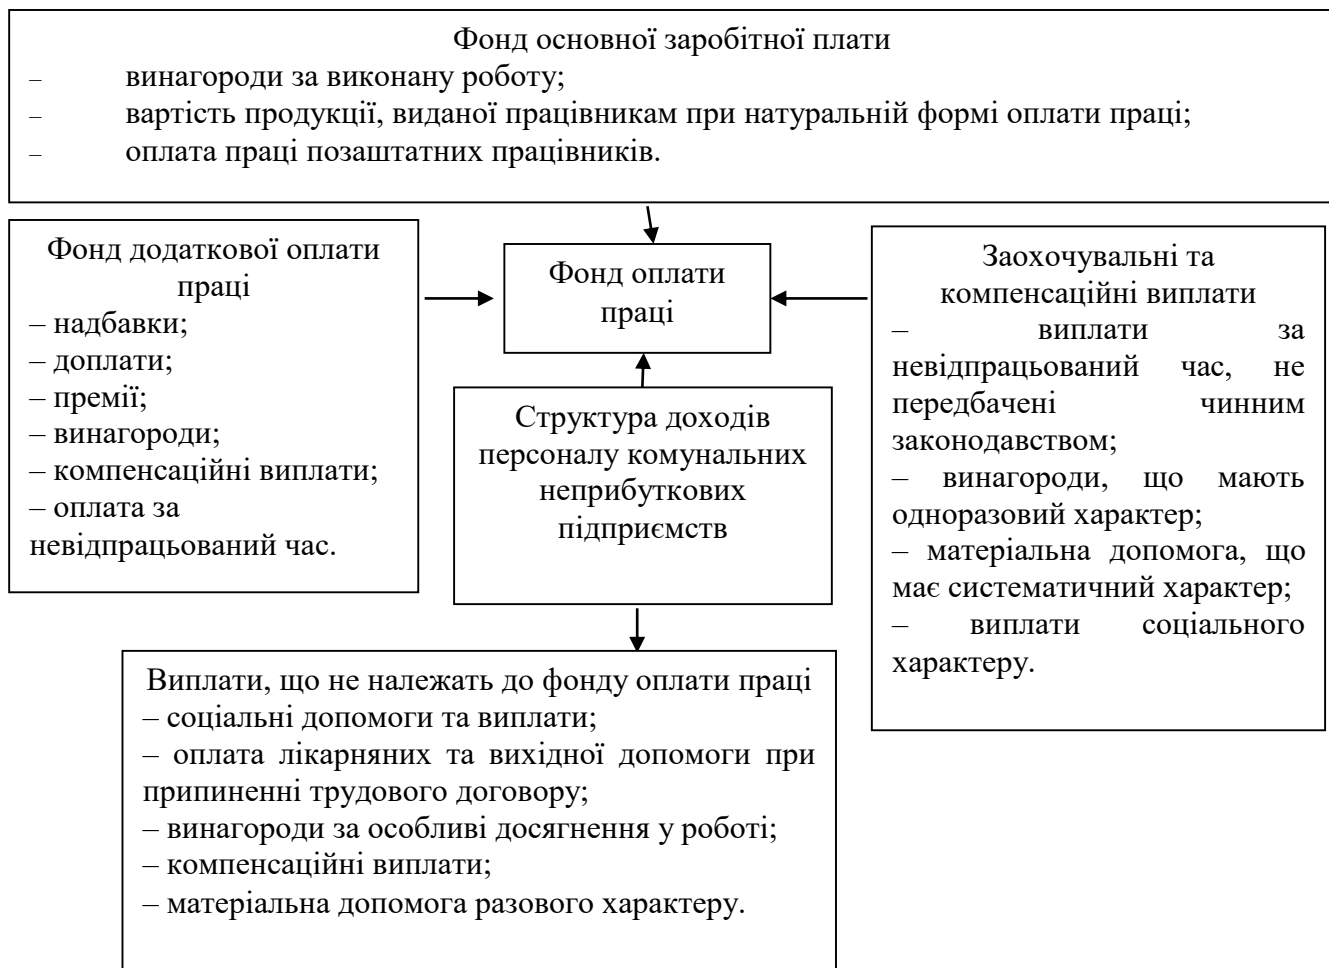 Фонд основної заробітної плати
– винагороди за виконану роботу;
– вартість продукції, виданої працівникам при натуральній формі оплати праці;
– оплата праці позаштатних працівників.
Фонд додаткової оплати
праці
– надбавки;
– доплати;
– премії;
– винагороди;
– компенсаційні виплати;
– оплата за
невідпрацьований час.
Фонд оплати
праці
Структура доходів
персоналу комунальних
неприбуткових
підприємств
Заохочувальні та
компенсаційні виплати
– виплати за
невідпрацьований час, не
передбачені чинним
законодавством;
– винагороди, що мають
одноразовий характер;
– матеріальна допомога, що
має систематичний характер;
– виплати соціального
характеру.
Виплати, що не належать до фонду оплати праці
– соціальні допомоги та виплати;
– оплата лікарняних та вихідної допомоги при
припиненні трудового договору;
– винагороди за особливі досягнення у роботі;
– компенсаційні виплати;
– матеріальна допомога разового характеру.